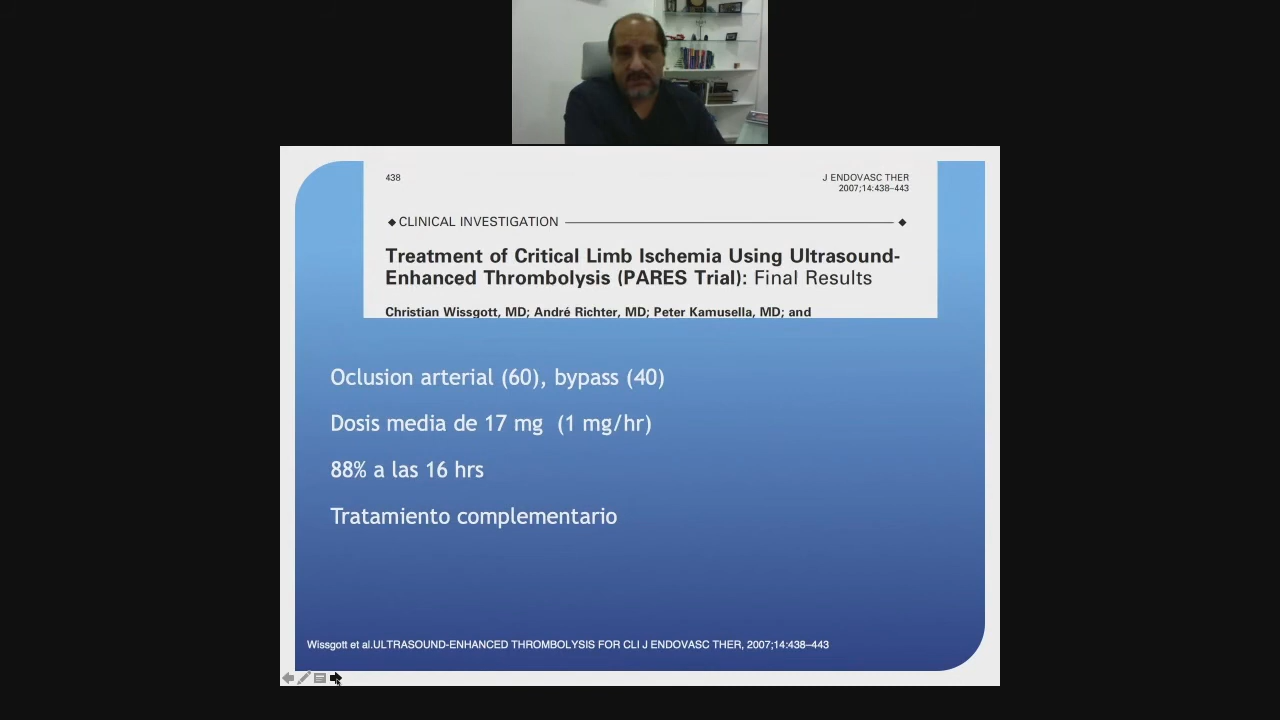 438
J ENDOVASC THER
2007;14:438–443
◆ CLINICAL INVESTIGATION ◆
Treatment of Critical Limb Ischemia Using Ultrasound-
Enhanced Thrombolysis (PARES Trial): Final Results
Christian Wissgott, MD; André Richter, MD; Peter Kamusella, MD; and
Oclusion arterial (60), bypass (40)
Dosis media de 17 mg (1 mg/hr)
88% a las 16 hrs
Tratamiento complementario
Wissgott et al.ULTRASOUND-ENHANCED THROMBOLYSIS FOR CLI J ENDOVASC THER, 2007;14:438–443